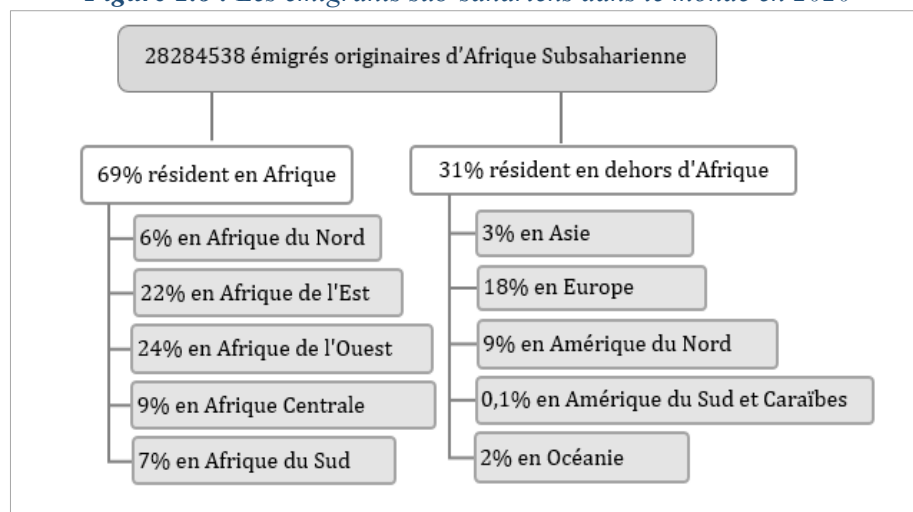 28284538 émigrés originaires d'Afrique Subsaharienne
69% résident en Afrique
6% en Afrique du Nord
22% en Afrique de l'Est
24% en Afrique de l'Ouest
9% en Afrique Centrale
7% en Afrique du Sud
31% résident en dehors d'Afrique
3% en Asie
18% en Europe
9% en Amérique du Nord
0,1% en Amérique du Sud et Caraïbes
2% en Océanie